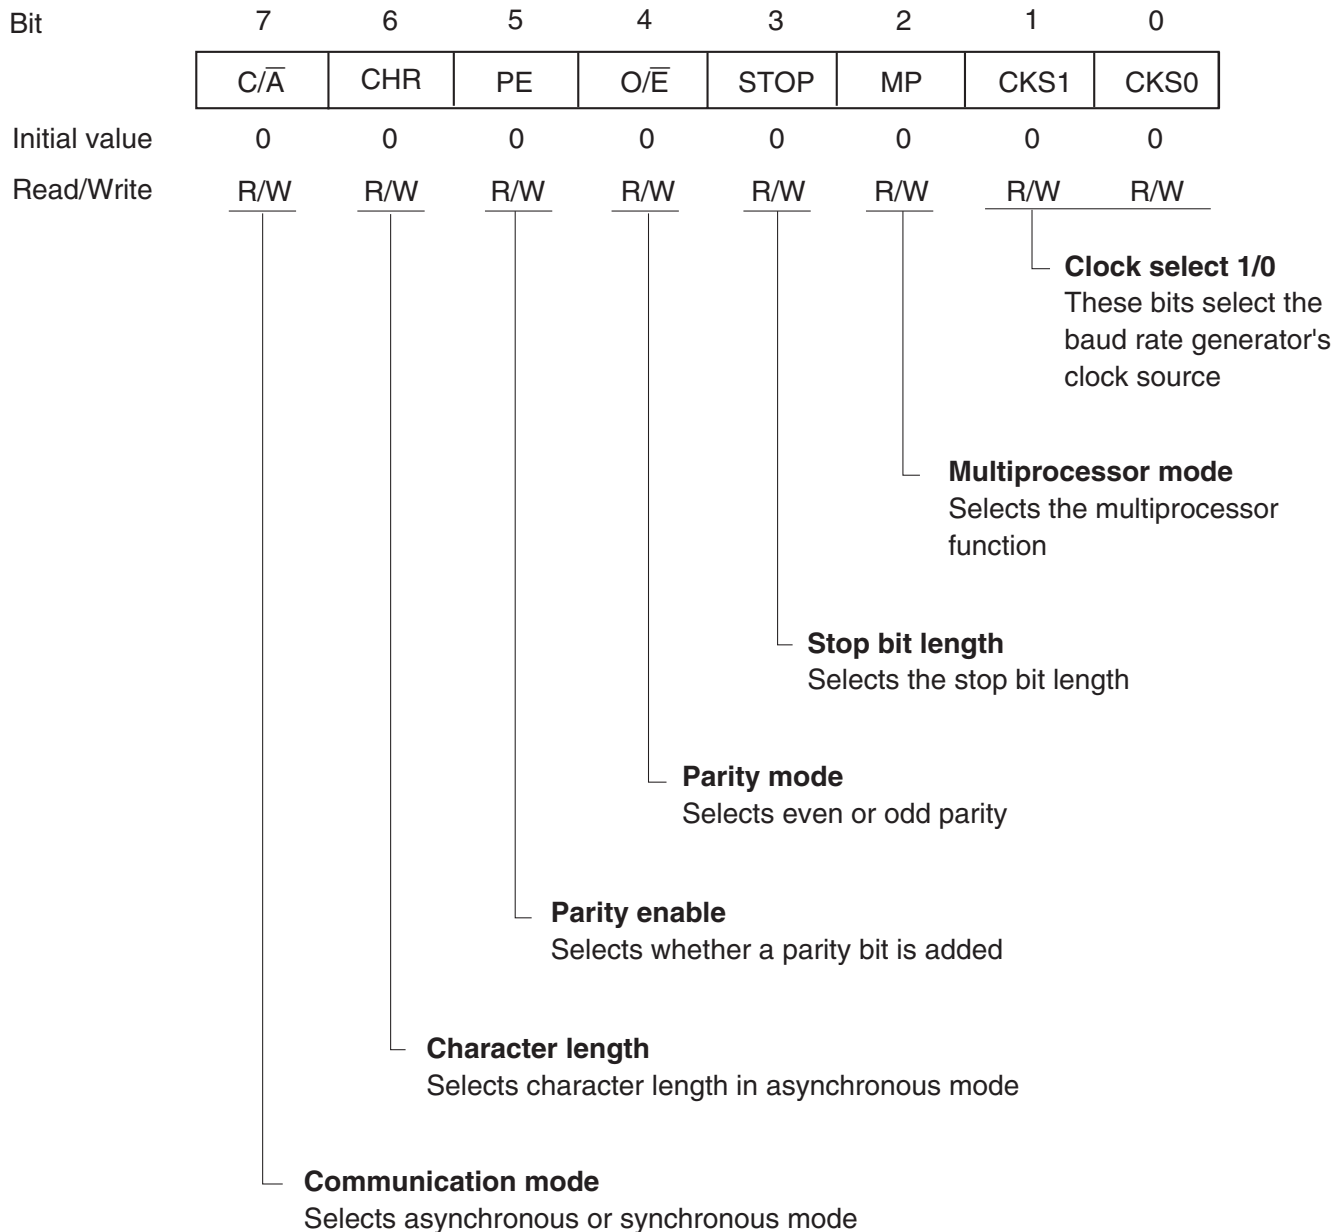 Bit 7 6 5 4 3 2 1 0
C/A̅ CHR PE O/E̅ STOP MP CKS1 CKS0
Initial value 0 0 0 0 0 0 0 0
Read/Write R/W R/W R/W R/W R/W R/W R/W R/W
Clock select 1/0
These bits select the
baud rate generator's
clock source
Multiprocessor mode
Selects the multiprocessor
function
Stop bit length
Selects the stop bit length
Parity mode
Selects even or odd parity
Parity enable
Selects whether a parity bit is added
Character length
Selects character length in asynchronous mode
Communication mode
Selects asynchronous or synchronous mode